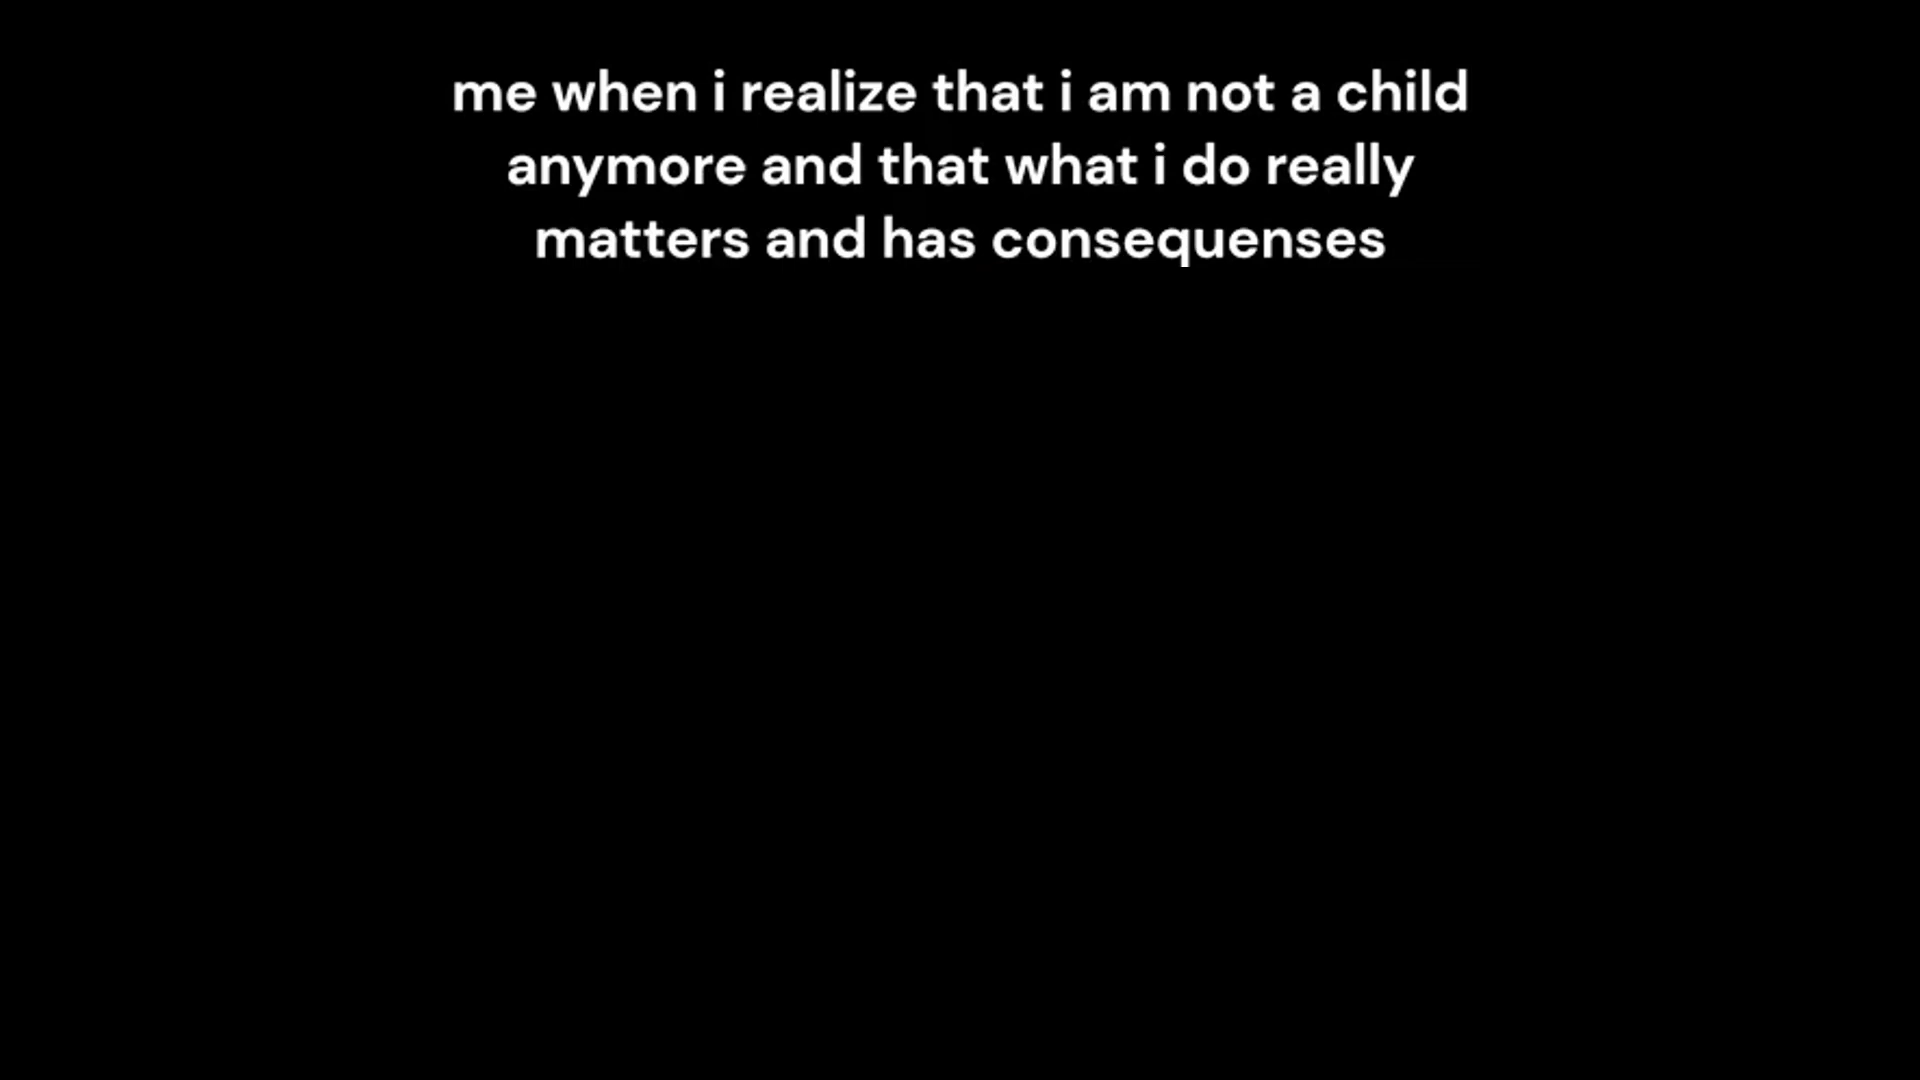 me when i realize that i am not a child
anymore and that what i do really
matters and has consequenses